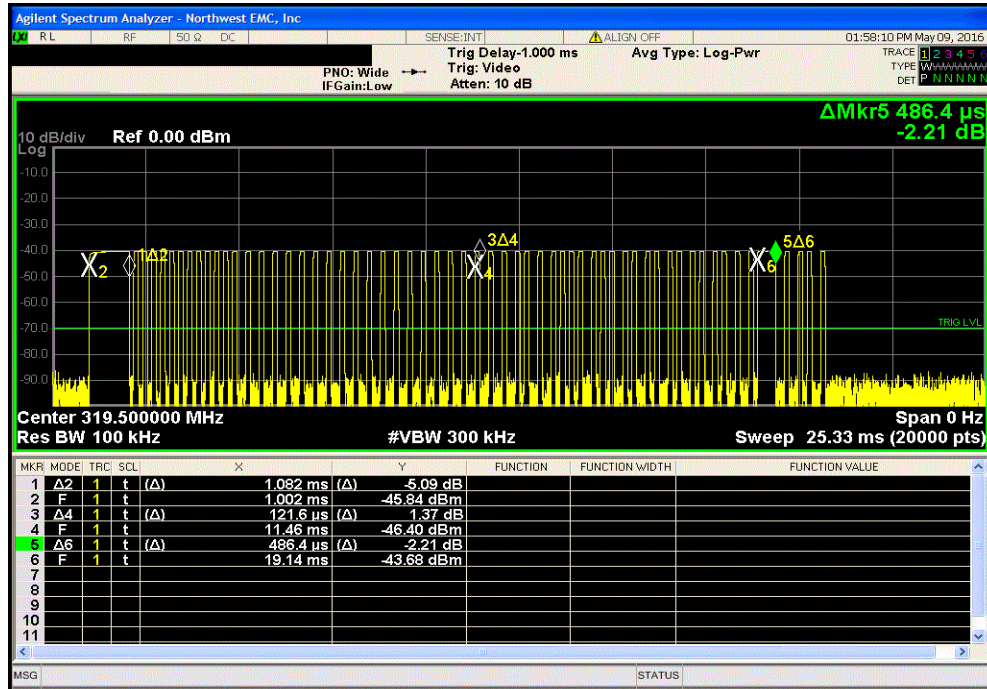 Agilent Spectrum Analyzer - Northwest EMC, Inc
LXI RL RF 50 Ω DC SENSE:INT ALIGN OFF 01:58:10 PM May 09, 2016
Trig Delay-1.000 ms Avg Type: Log-Pwr TRACE 1 2 3 4 5 6
PNO: Wide Trig: Video TYPE W
IFGain:Low Atten: 10 dB DET P N N N N N
ΔMkr5 486.4 µs
10 dB/div Ref 0.00 dBm -2.21 dB
Log
-10.0
-20.0
-30.0
-40.0 1Δ2 3Δ4 5Δ6
2 4 6
-50.0
-60.0
-70.0 TRIG LVL
-80.0
-90.0
Center 319.500000 MHz Span 0 Hz
Res BW 100 kHz #VBW 300 kHz Sweep 25.33 ms (20000 pts)
MKR MODE TRC SCL X Y FUNCTION FUNCTION WIDTH FUNCTION VALUE
1 Δ2 1 t (Δ) 1.082 ms (Δ) -5.09 dB
2 F 1 t 1.002 ms -45.84 dBm
3 Δ4 1 t (Δ) 121.6 µs (Δ) 1.37 dB
4 F 1 t 11.46 ms -46.40 dBm
5 Δ6 1 t (Δ) 486.4 µs (Δ) -2.21 dB
6 F 1 t 19.14 ms -43.68 dBm
7
8
9
10
11
MSG STATUS